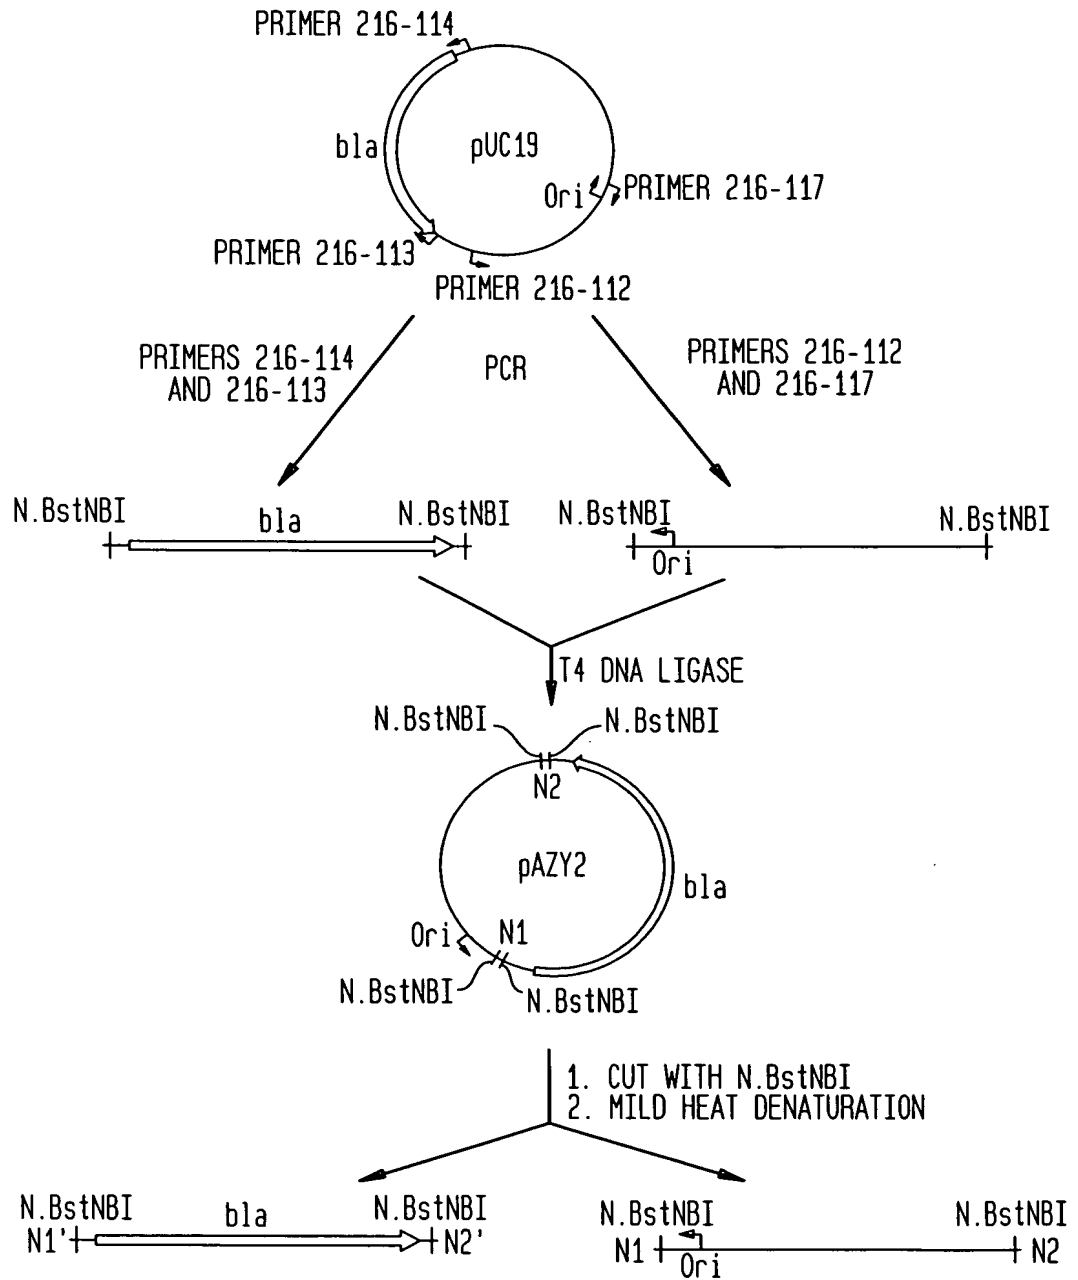 PRIMER 216-114
bla
pUC19
Ori
PRIMER 216-117
PRIMER 216-113
PRIMER 216-112
PRIMERS 216-114
AND 216-113
PCR
PRIMERS 216-112
AND 216-117
N.BstNBI
bla
N.BstNBI
N.BstNBI
Ori
N.BstNBI
T4 DNA LIGASE
N.BstNBI
N.BstNBI
N2
pAZY2
bla
Ori
N1
N.BstNBI
N.BstNBI
1. CUT WITH N.BstNBI
2. MILD HEAT DENATURATION
N.BstNBI
N1'
bla
N.BstNBI
N2'
N.BstNBI
N1
Ori
N.BstNBI
N2